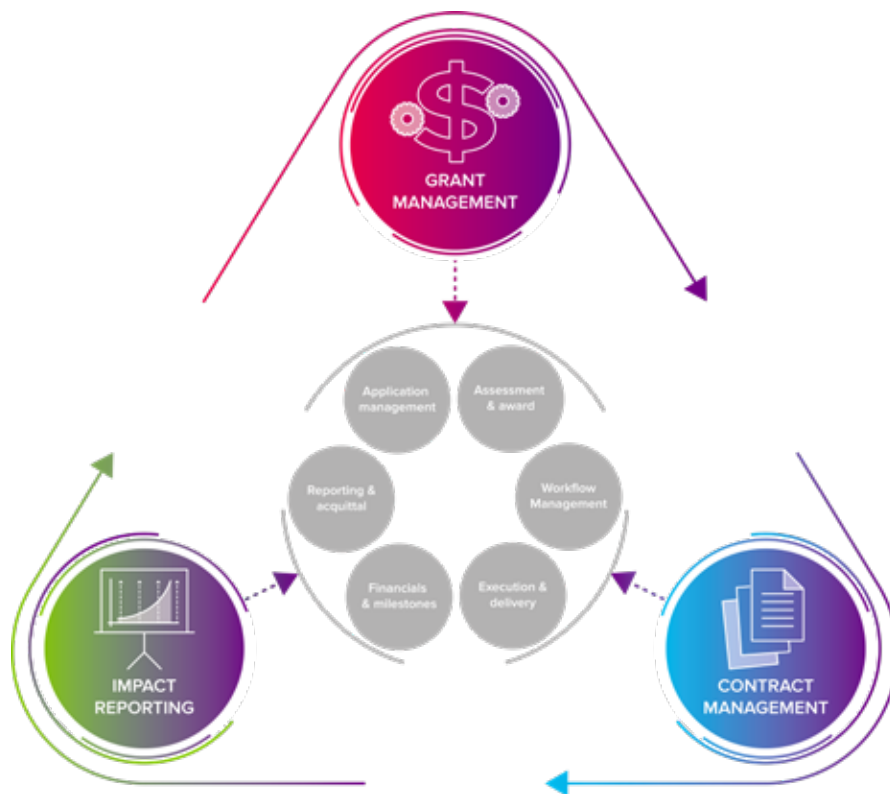 GRANT
MANAGEMENT
Application
management
Assessment
& award
Reporting &
acquittal
Workflow
Management
Financials
& milestones
Execution &
delivery
IMPACT
REPORTING
CONTRACT
MANAGEMENT